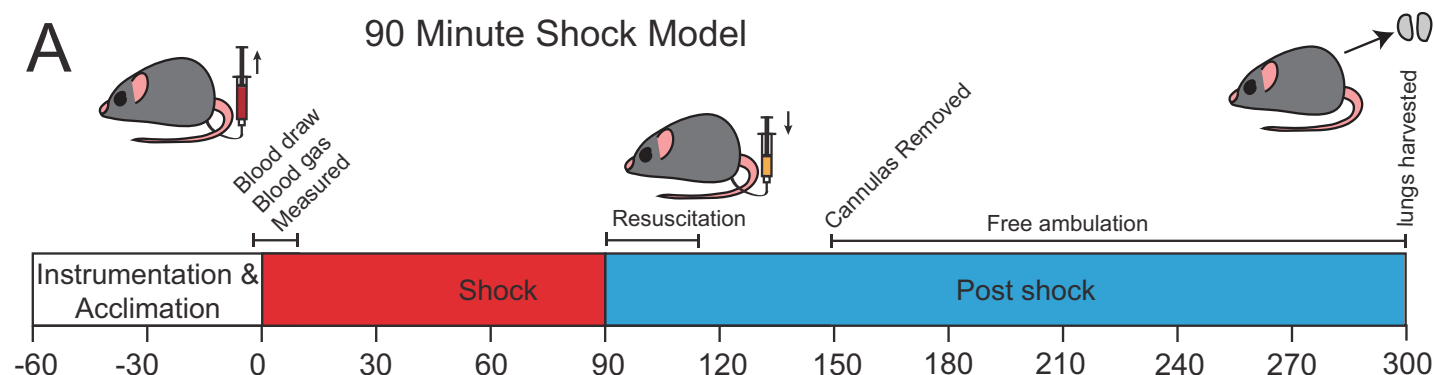 A
90 Minute Shock Model
Blood draw
Blood gas
Measured
Resuscitation
Cannulas Removed
Free ambulation
lungs harvested
Instrumentation &
Acclimation
Shock
Post shock
-60 -30 0 30 60 90 120 150 180 210 240 270 300